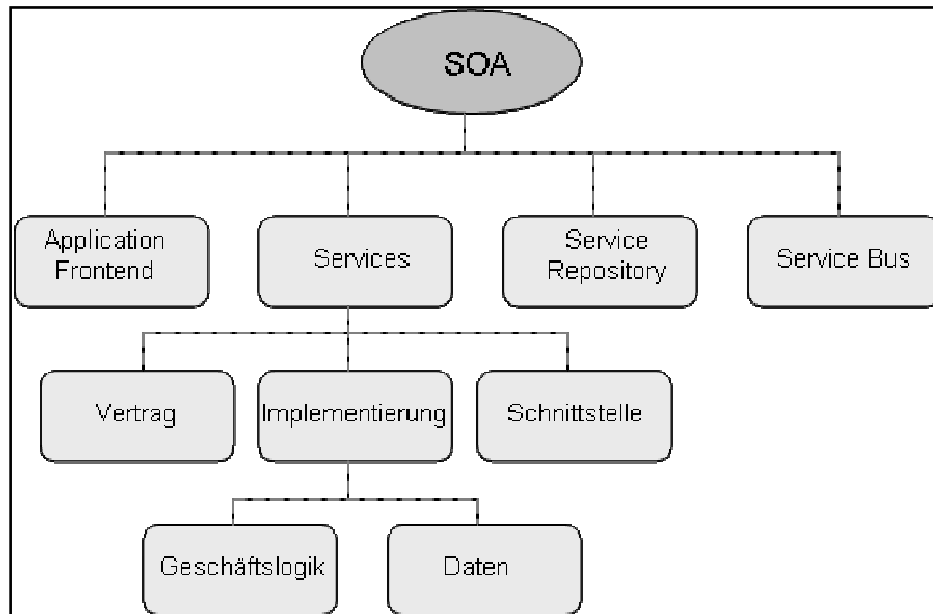 SOA
Application
Frontend
Services
Service
Repository
Service Bus
Vertrag
Implementierung
Schnittstelle
Geschäftslogik
Daten